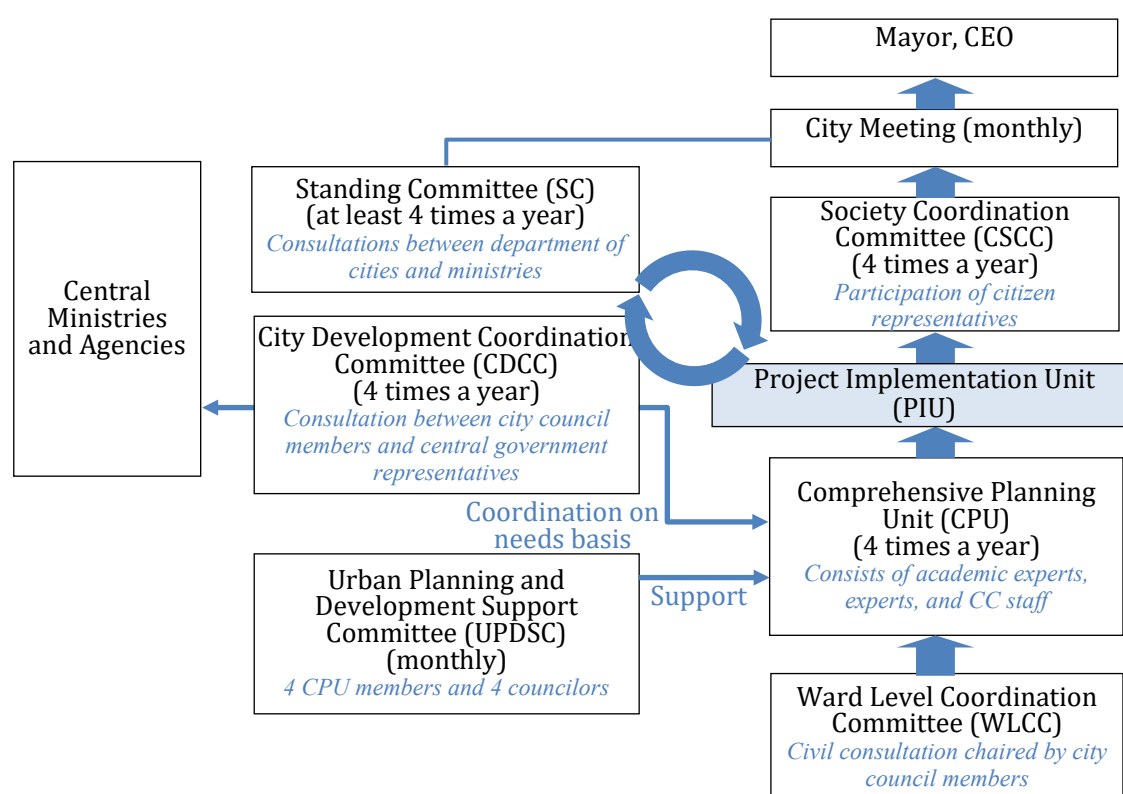 Mayor, CEO
City Meeting (monthly)
Standing Committee (SC)
(at least 4 times a year)
Consultations between department of
cities and ministries
Society Coordination
Committee (CSCC)
(4 times a year)
Participation of citizen
representatives
Central
Ministries
and Agencies
City Development Coordination
Committee (CDCC)
(4 times a year)
Consultation between city council
members and central government
representatives
Project Implementation Unit
(PIU)
Coordination on
needs basis
Comprehensive Planning
Unit (CPU)
(4 times a year)
Consists of academic experts,
experts, and CC staff
Urban Planning and
Development Support
Committee (UPDSC)
(monthly)
4 CPU members and 4 councilors
Support
Ward Level Coordination
Committee (WLCC)
Civil consultation chaired by city
council members